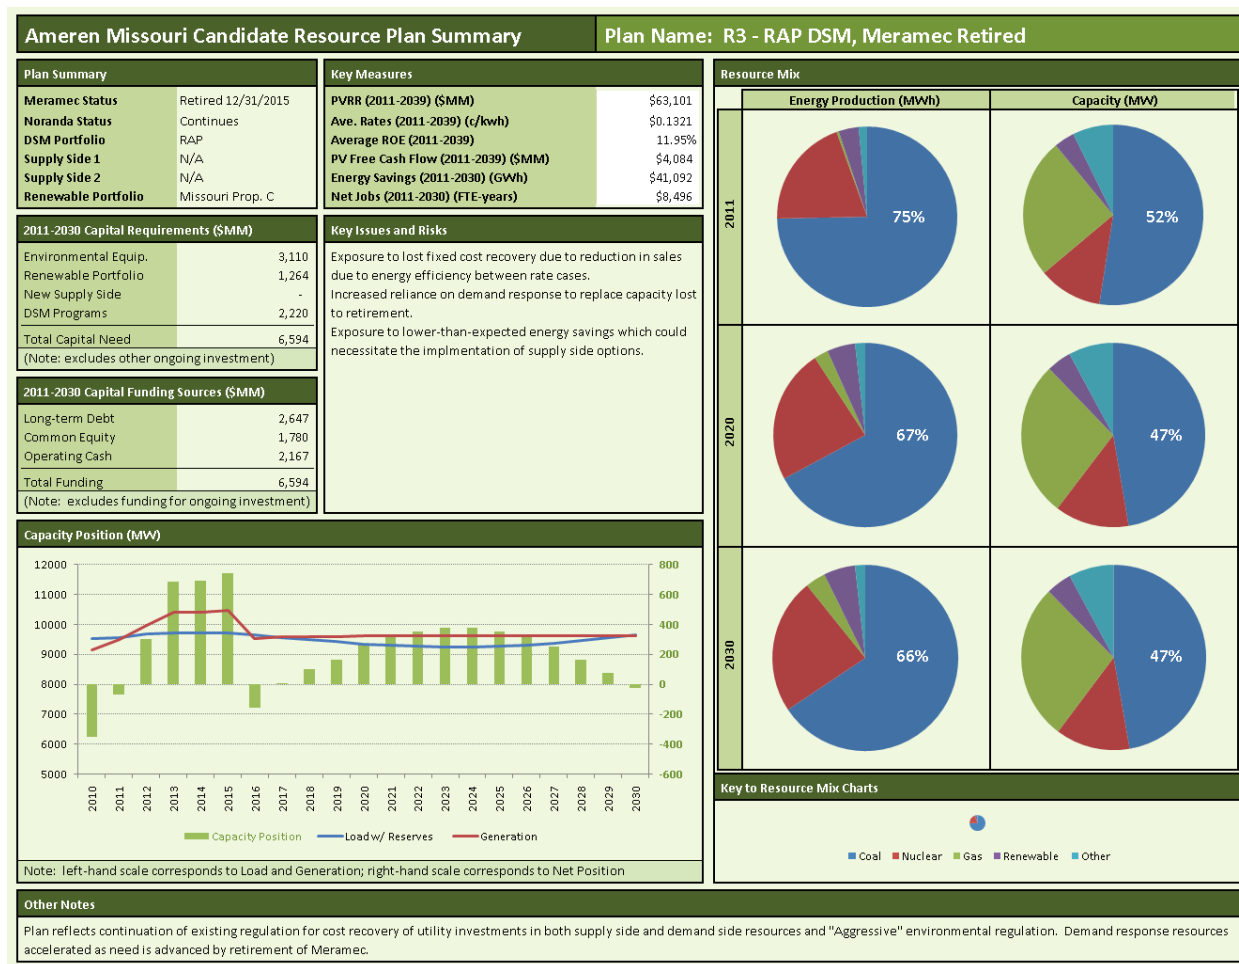 Ameren Missouri Candidate Resource Plan Summary
Plan Name: R3 - RAP DSM, Meramec Retired
Plan Summary
Meramec Status Retired 12/31/2015
Noranda Status Continues
DSM Portfolio RAP
Supply Side 1 N/A
Supply Side 2 N/A
Renewable Portfolio Missouri Prop. C
Key Measures
PVRR (2011-2039) ($MM) $63,101
Ave. Rates (2011-2039) (c/kwh) $0.1321
Average ROE (2011-2039) 11.95%
PV Free Cash Flow (2011-2039) ($MM) $4,084
Energy Savings (2011-2030) (GWh) $41,092
Net Jobs (2011-2030) (FTE-years) $8,496
2011-2030 Capital Requirements ($MM)
Environmental Equip. 3,110
Renewable Portfolio 1,264
New Supply Side -
DSM Programs 2,220
Total Capital Need 6,594
(Note: excludes other ongoing investment)
Key Issues and Risks
Exposure to lost fixed cost recovery due to reduction in sales
due to energy efficiency between rate cases.
Increased reliance on demand response to replace capacity lost
to retirement.
Exposure to lower-than-expected energy savings which could
necessitate the implmentation of supply side options.
2011-2030 Capital Funding Sources ($MM)
Long-term Debt 2,647
Common Equity 1,780
Operating Cash 2,167
Total Funding 6,594
(Note: excludes funding for ongoing investment)
Capacity Position (MW)
12000 800
11000 600
10000 400
9000 200
8000 0
7000 -200
6000 -400
5000 -600
2010 2011 2012 2013 2014 2015 2016 2017 2018 2019 2020 2021 2022 2023 2024 2025 2026 2027 2028 2029 2030
Capacity Position Load w/ Reserves Generation
Note: left-hand scale corresponds to Load and Generation; right-hand scale corresponds to Net Position
Resource Mix
Energy Production (MWh) Capacity (MW)
2011
75% 52%
2020
67% 47%
2030
66% 47%
Key to Resource Mix Charts
Coal Nuclear Gas Renewable Other
Other Notes
Plan reflects continuation of existing regulation for cost recovery of utility investments in both supply side and demand side resources and "Aggressive" environmental regulation. Demand response resources
accelerated as need is advanced by retirement of Meramec.